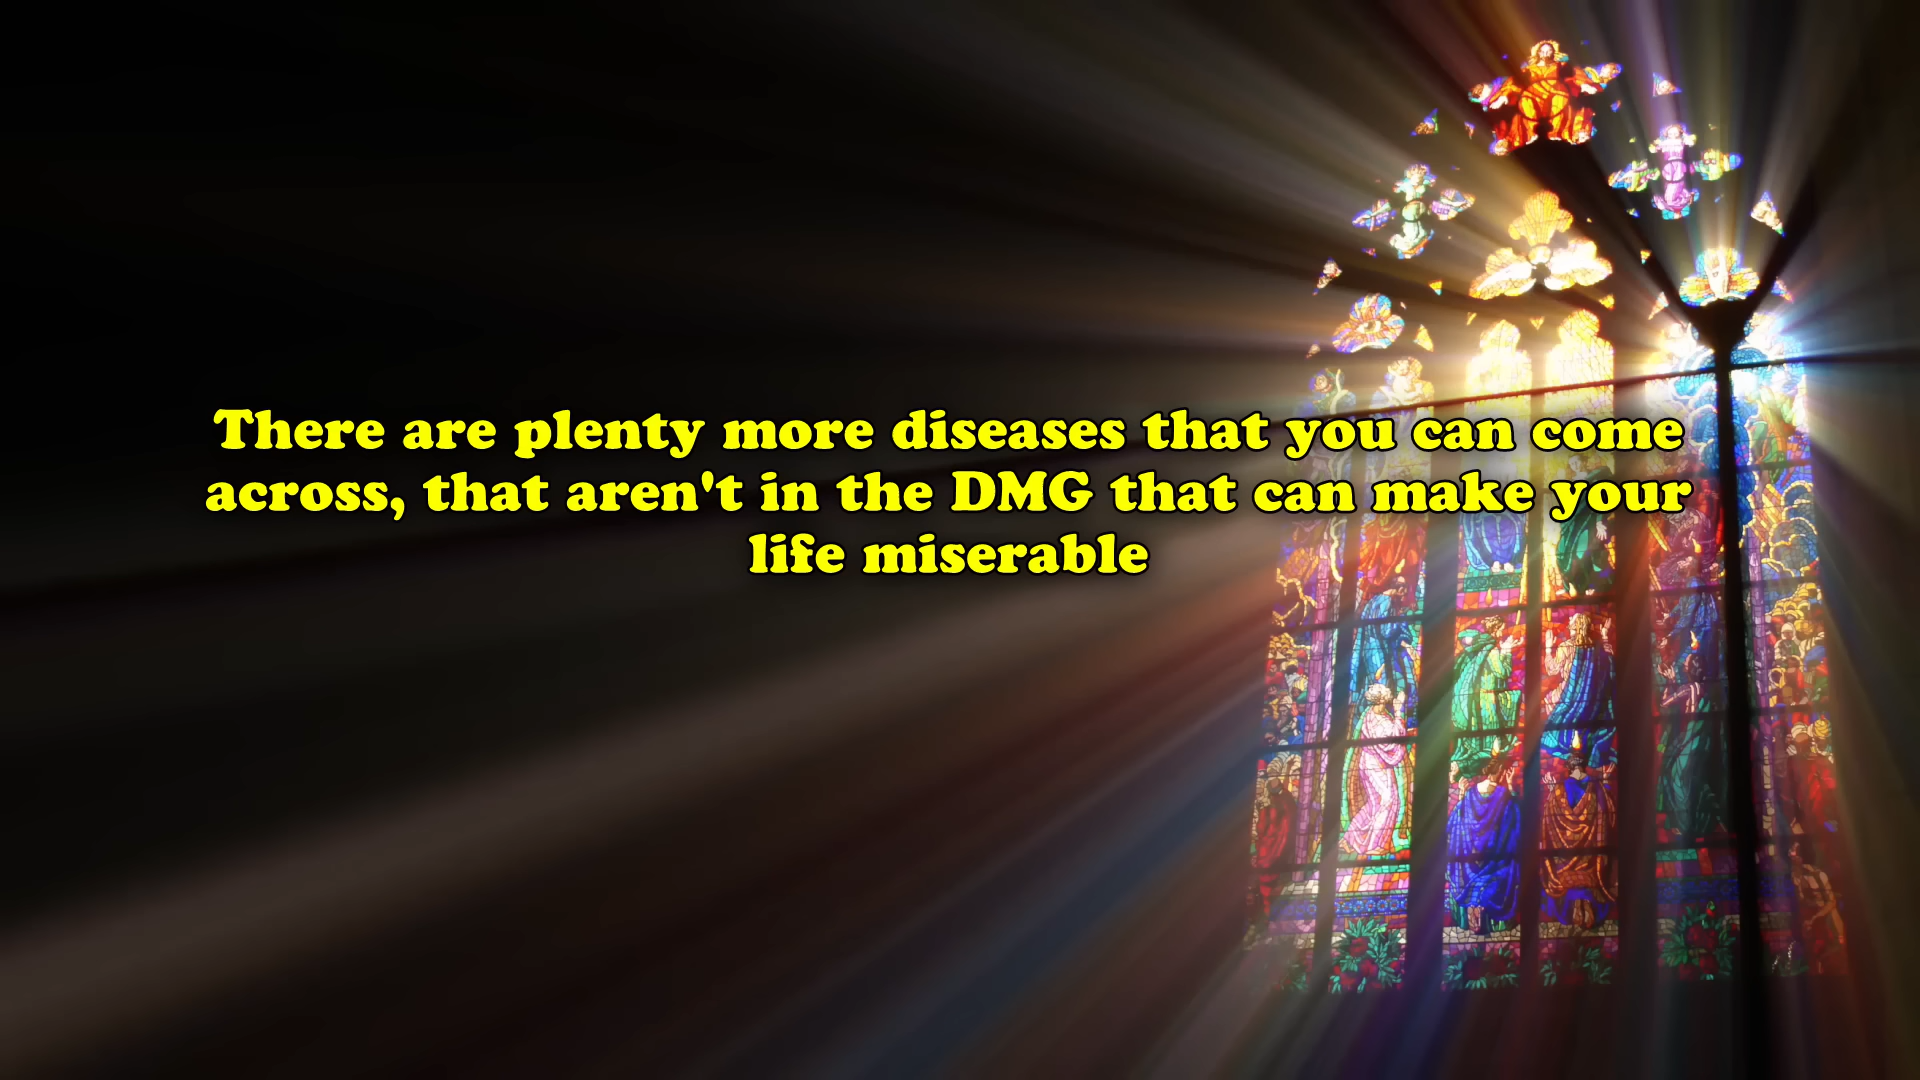 There are plenty more diseases that you can come
across, that aren't in the DMG that can make your
life miserable